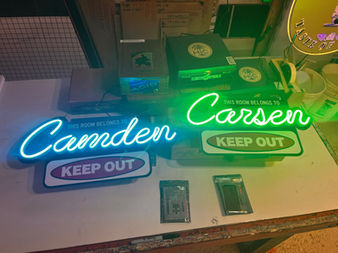 THIS ROOM BELONGS TO
Camden
KEEP OUT
THIS ROOM BELONGS TO
Carsen
KEEP OUT